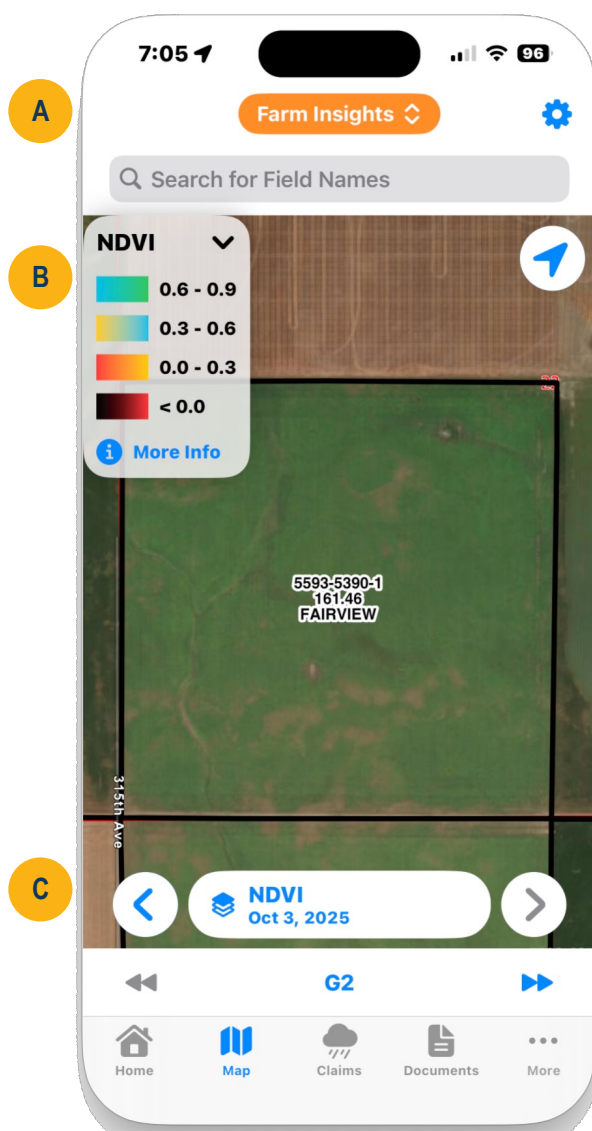 7:05
96
A
Farm Insights
Search for Field Names
B
NDVI
0.6 - 0.9
0.3 - 0.6
0.0 - 0.3
< 0.0
More Info
5593-5390-1
161.46
FAIRVIEW
315th Ave
C
NDVI
Oct 3, 2025
G2
Home
Map
Claims
Documents
More